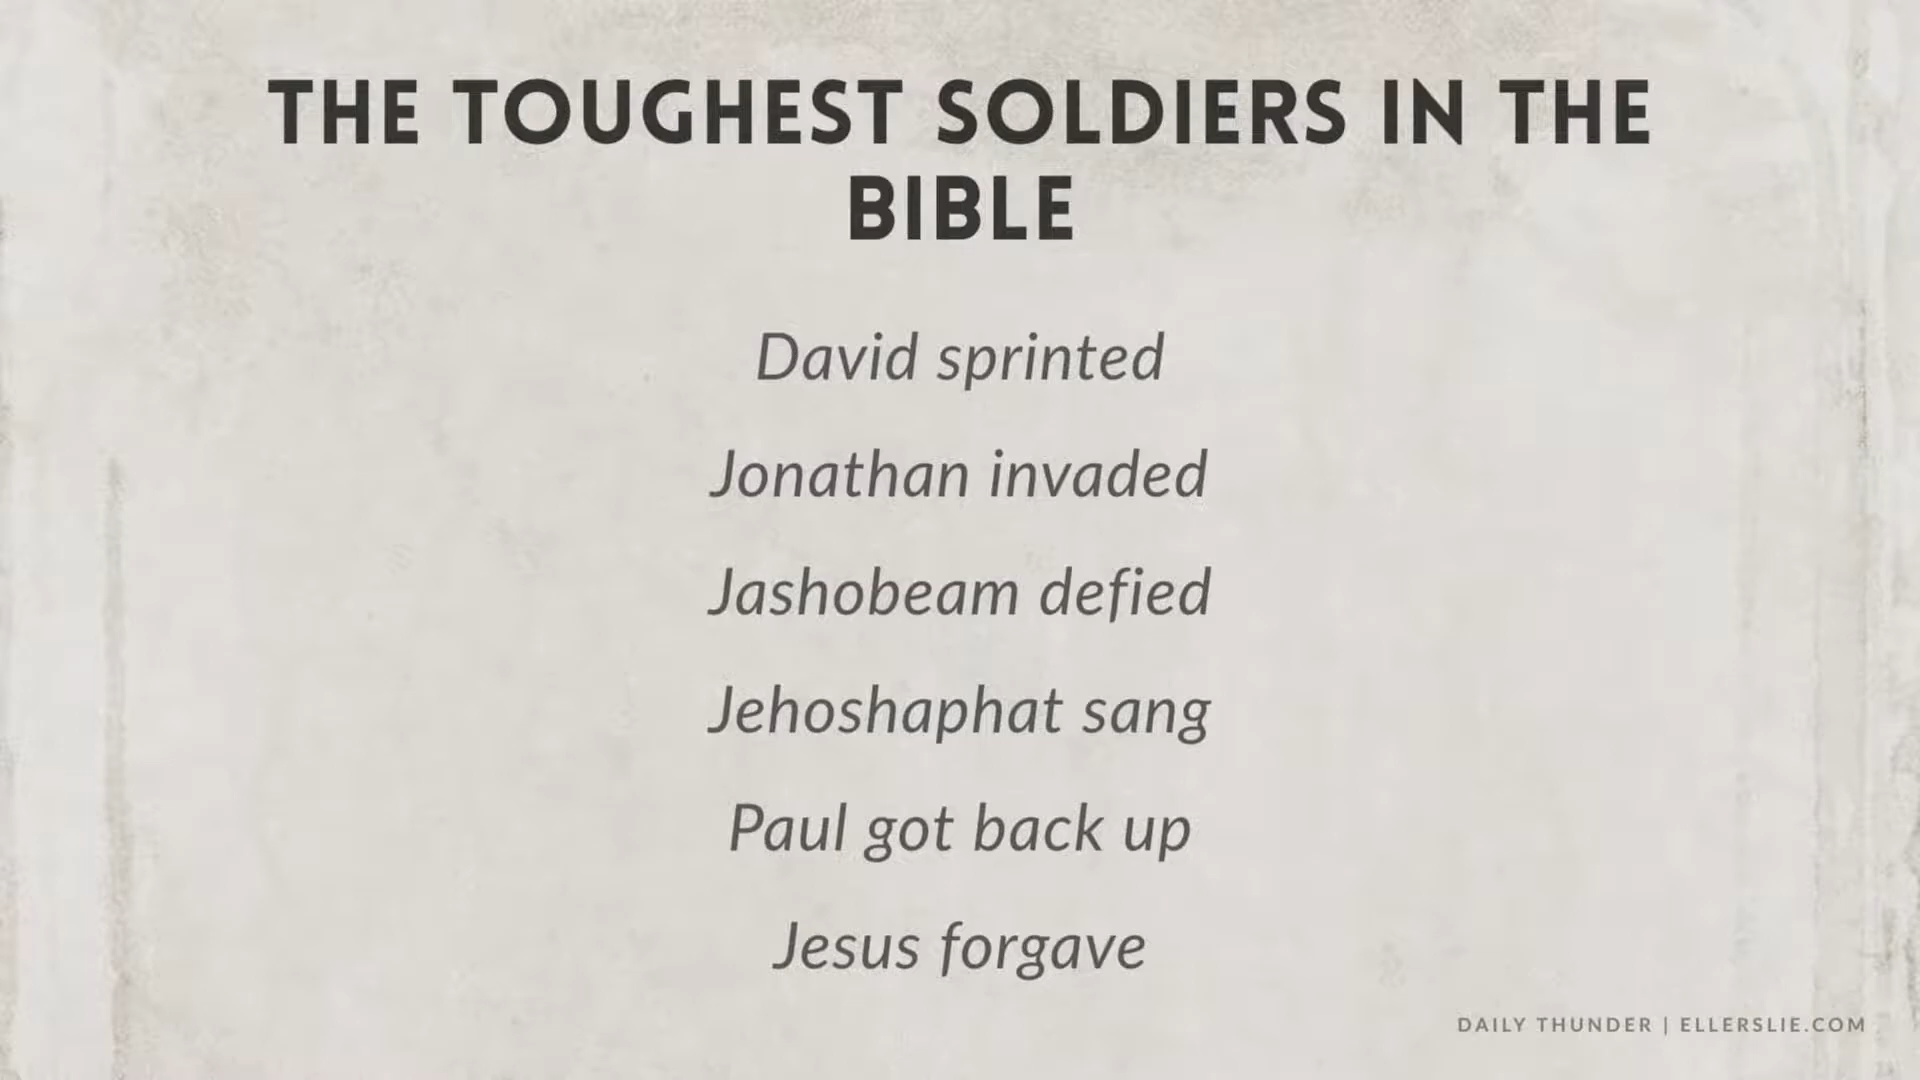 THE TOUGHEST SOLDIERS IN THE
BIBLE
David sprinted
Jonathan invaded
Jashobeam defied
Jehoshaphat sang
Paul got back up
Jesus forgave
DAILY THUNDER | ELLERSLIE.COM